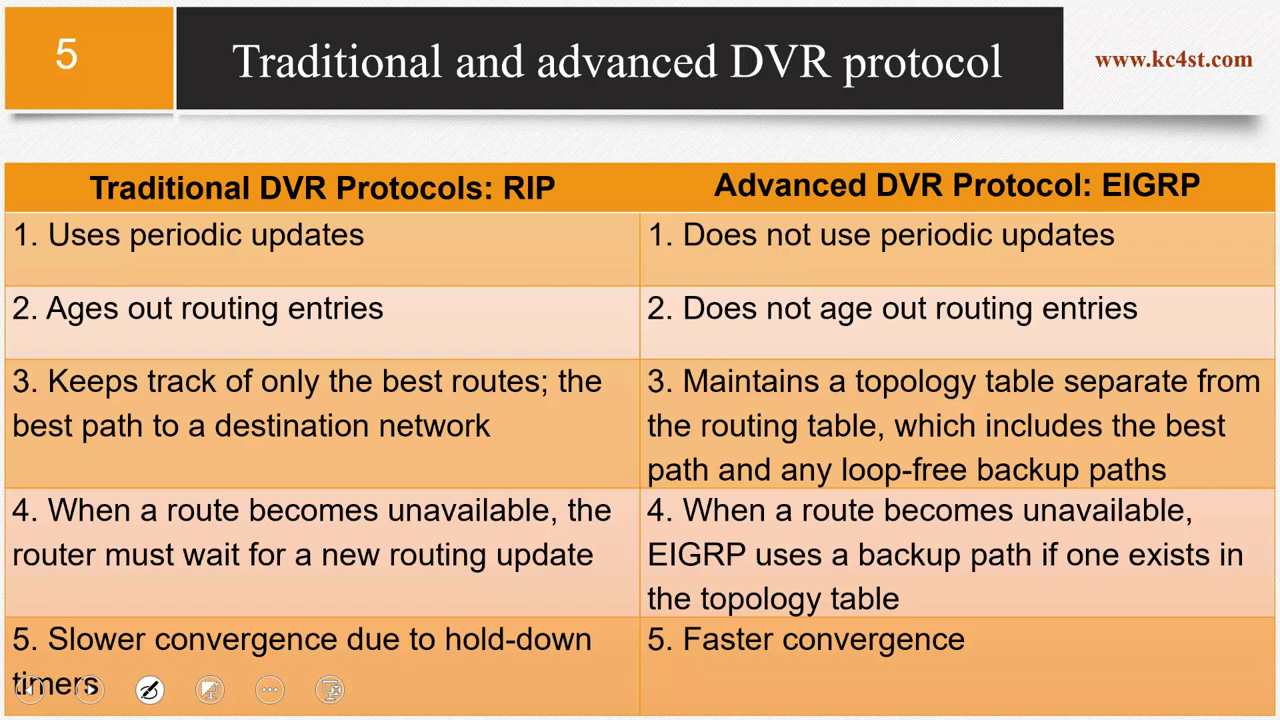 5
Traditional and advanced DVR protocol
www.kc4st.com
Traditional DVR Protocols: RIP
Advanced DVR Protocol: EIGRP
1. Uses periodic updates
1. Does not use periodic updates
2. Ages out routing entries
2. Does not age out routing entries
3. Keeps track of only the best routes; the
best path to a destination network
3. Maintains a topology table separate from
the routing table, which includes the best
path and any loop-free backup paths
4. When a route becomes unavailable, the
router must wait for a new routing update
4. When a route becomes unavailable,
EIGRP uses a backup path if one exists in
the topology table
5. Slower convergence due to hold-down
timers
5. Faster convergence